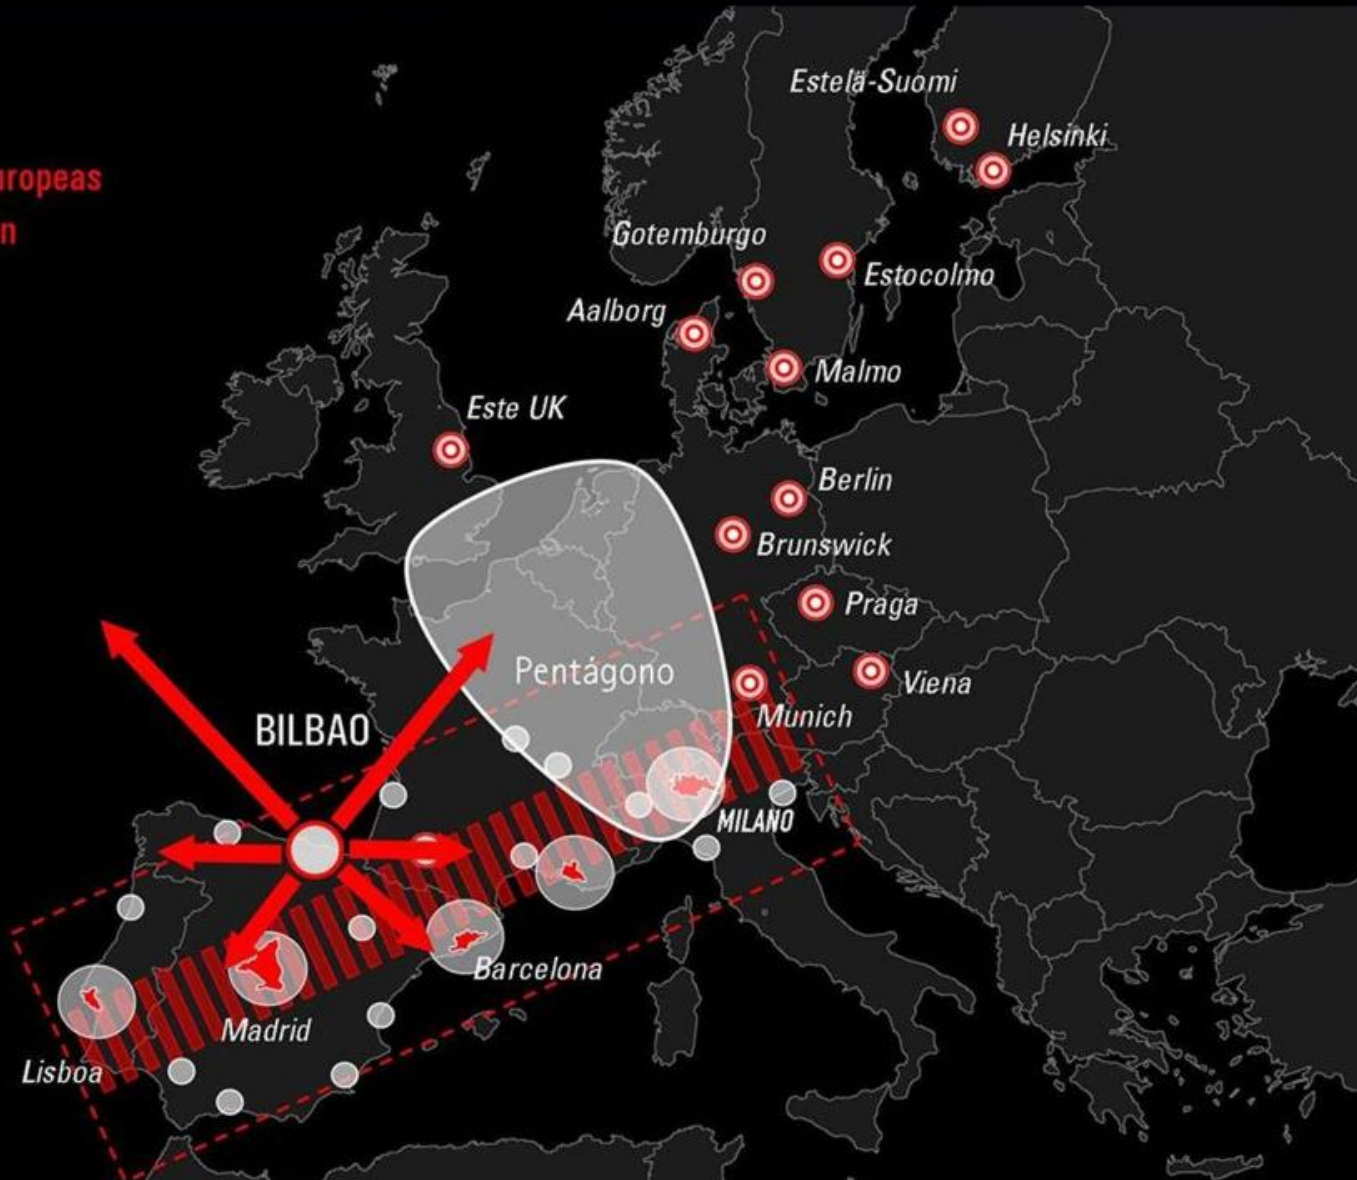 Estelä-Suomi
Helsinki
Gotemburgo
Estocolmo
Aalborg
Malmo
Este UK
Berlin
Brunswick
Praga
Pentágono
Viena
Munich
BILBAO
MILANO
Barcelona
Madrid
Lisboa